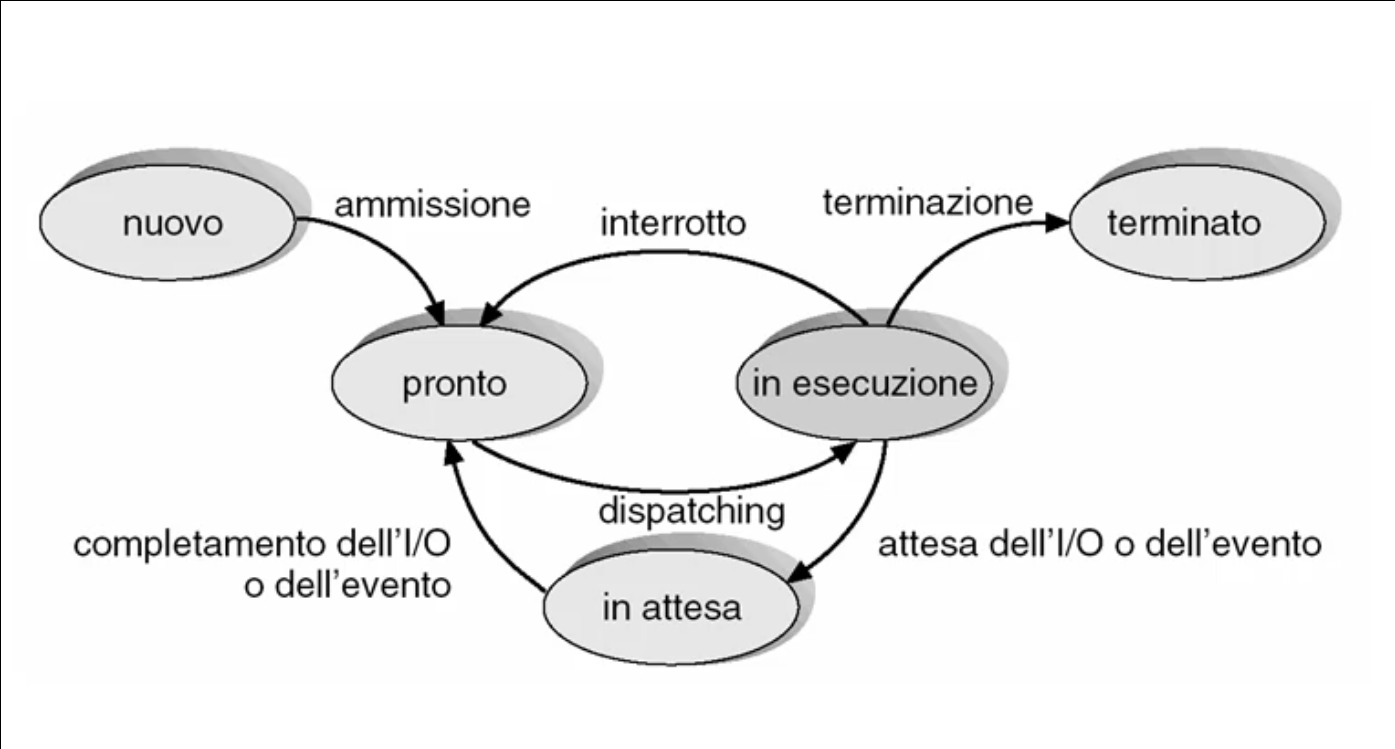 nuovo
ammissione
interrotto
terminazione
terminato
pronto
in esecuzione
dispatching
completamento dell'I/O
o dell'evento
attesa dell'I/O o dell'evento
in attesa